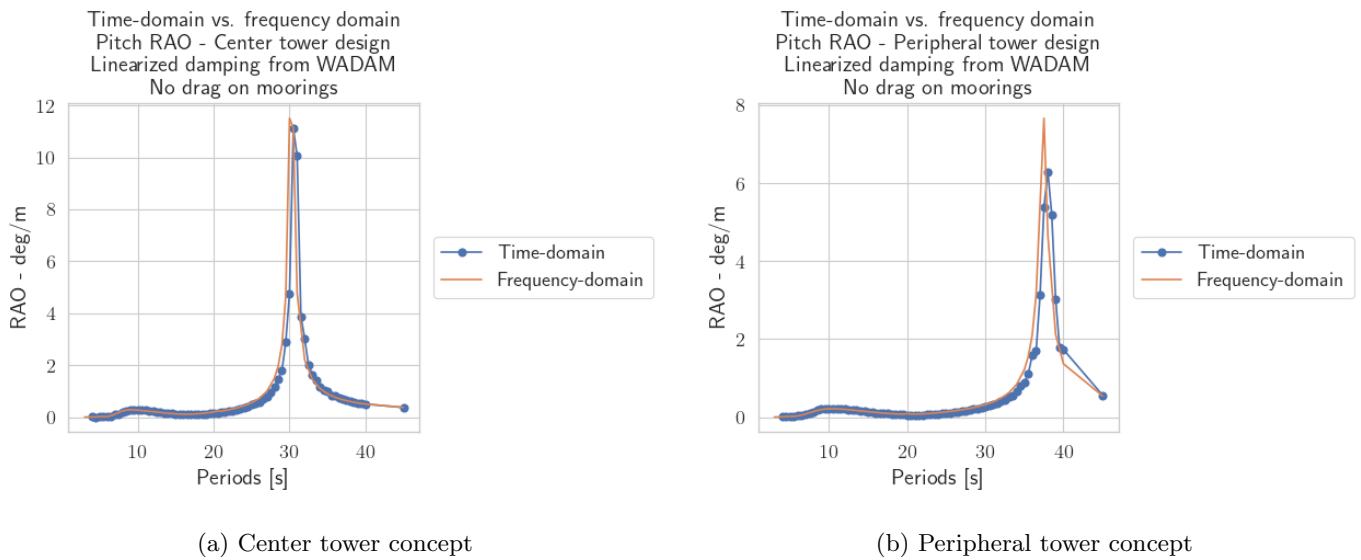 Time-domain vs. frequency domain
Pitch RAO - Center tower design
Linearized damping from WADAM
No drag on moorings
12
10
8
6
4
2
0
RAO - deg/m
10
20
30
40
Periods [s]
Time-domain
Frequency-domain
(a) Center tower concept
Time-domain vs. frequency domain
Pitch RAO - Peripheral tower design
Linearized damping from WADAM
No drag on moorings
8
6
4
2
0
RAO - deg/m
10
20
30
40
Periods [s]
Time-domain
Frequency-domain
(b) Peripheral tower concept